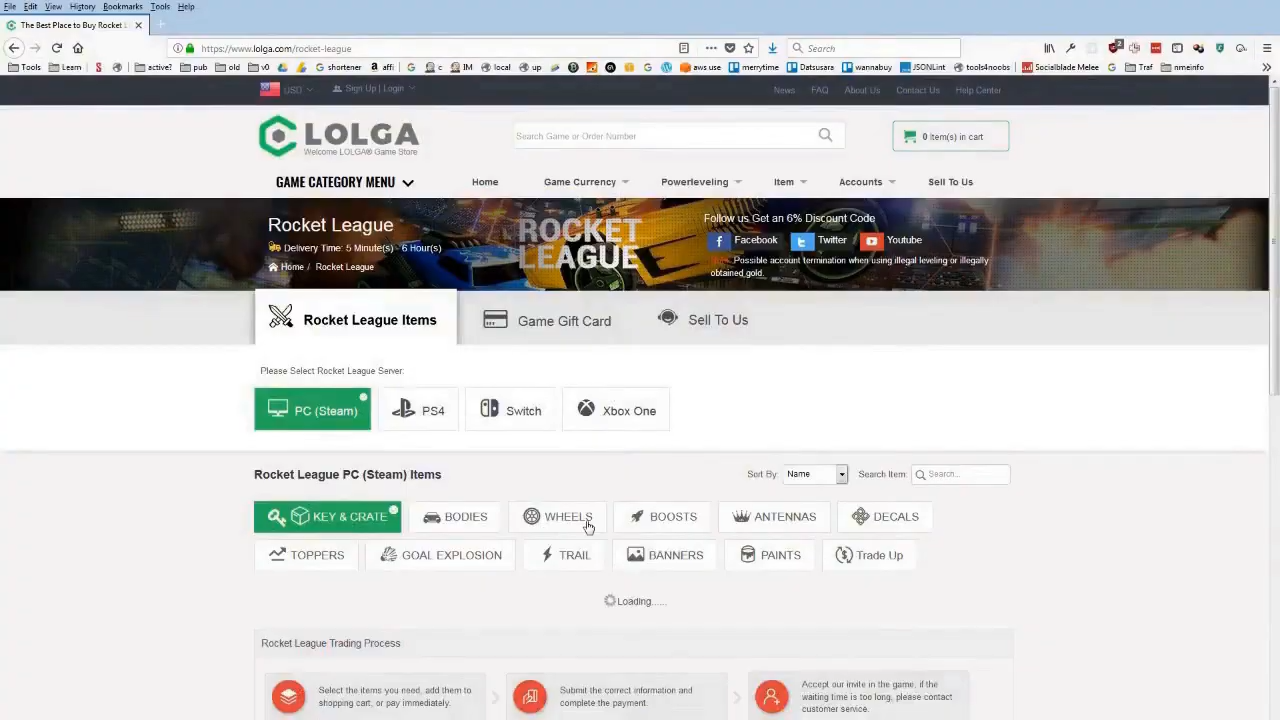 File Edit View History Bookmarks Tools Help
The Best Place to Buy Rocket
https://www.lolga.com/rocket-league
Search
Tools Learn active? pub old v0 shortener affi c IM local up aws use merrytime Datsusara wannabuy JSONLint tools4noobs Socialblade Melee Traf nmeinfo
USD Sign Up | Login News FAQ About Us Contact Us Help Center
LOLGA
Welcome LOLGA® Game Store
Search Game or Order Number
0 Item(s) in cart
GAME CATEGORY MENU Home Game Currency Powerleveling Item Accounts Sell To Us
Rocket League
Delivery Time: 5 Minute(s) - 6 Hour(s)
Home / Rocket League
ROCKET
LEAGUE
Follow us Get an 6% Discount Code
Facebook Twitter Youtube
Possible account termination when using illegal leveling or illegally
obtained gold.
Rocket League Items Game Gift Card Sell To Us
Please Select Rocket League Server:
PC (Steam) PS4 Switch Xbox One
Rocket League PC (Steam) Items
Sort By: Name Search Item: Search...
KEY & CRATE BODIES WHEELS BOOSTS ANTENNAS DECALS
TOPPERS GOAL EXPLOSION TRAIL BANNERS PAINTS Trade Up
Loading......
Rocket League Trading Process
Select the items you need, add them to
shopping cart, or pay immediately.
Submit the correct information and
complete the payment.
Accept our invite in the game, if the
waiting time is too long, please contact
customer service.